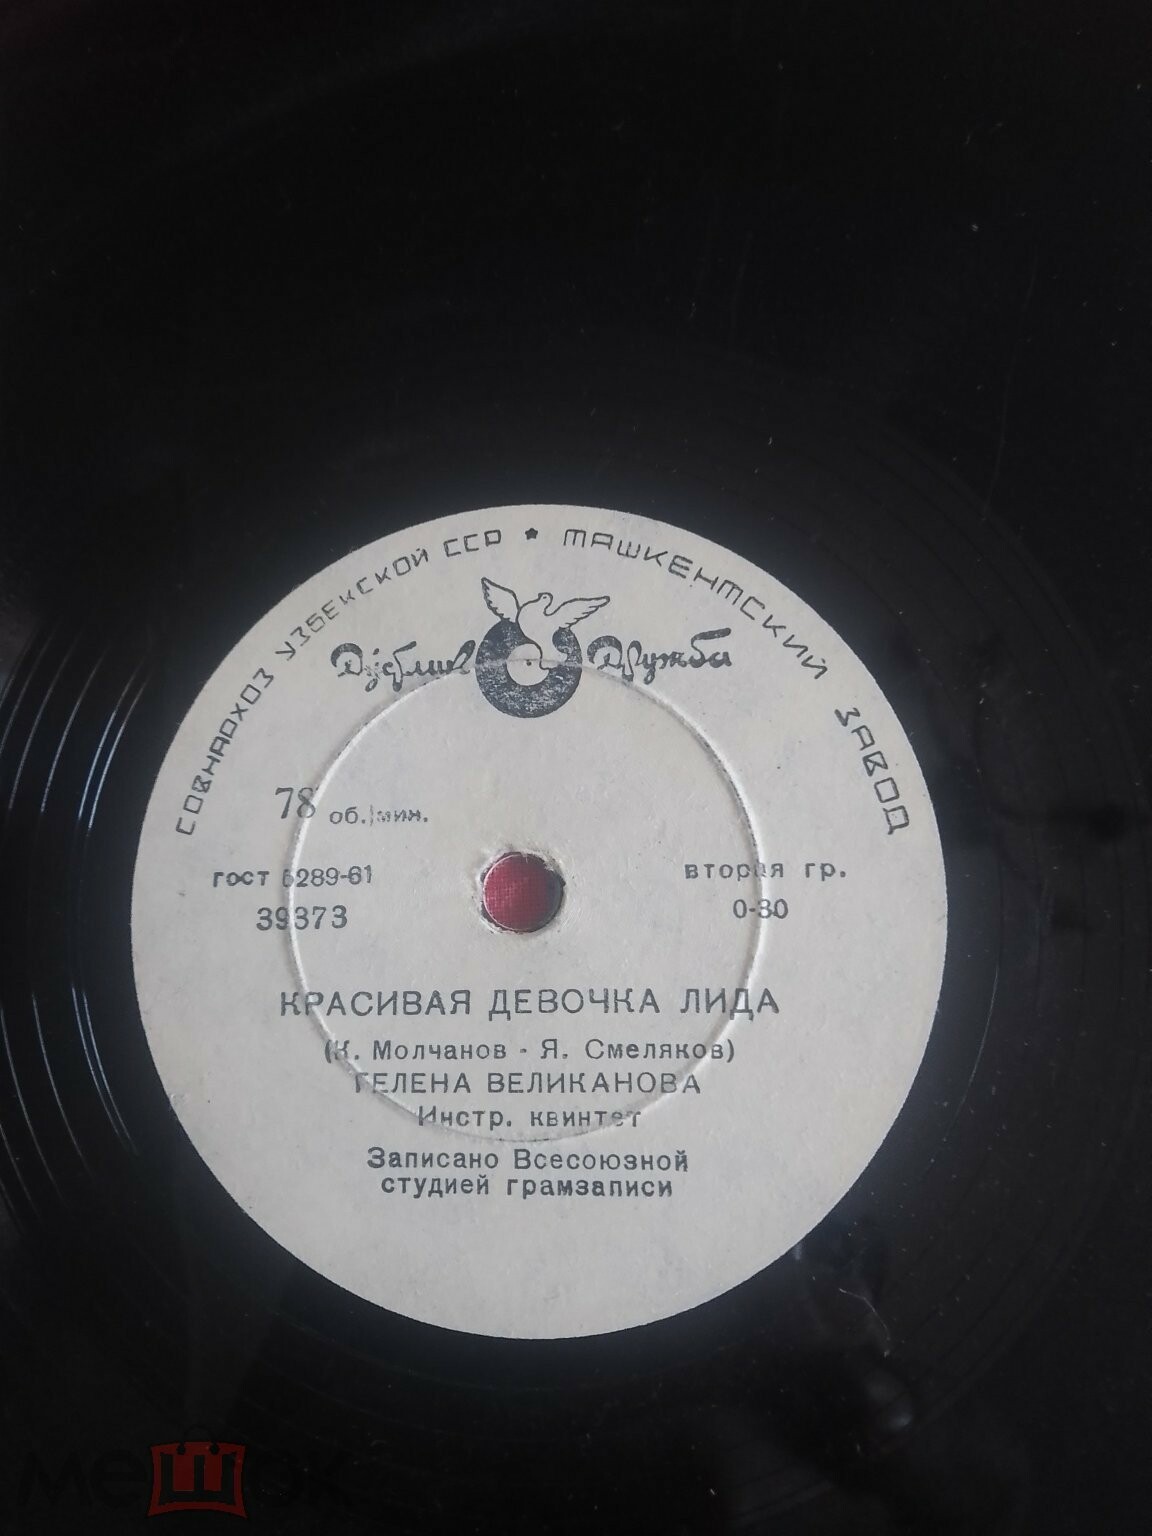 СОВНАРХОЗ УЗБЕКСКОЙ ССР ★ ТАШКЕНТСКИЙ ЗАВОД
Дўстлик Дружба
78 об./мин.
гост 5289-61 вторая гр.
39373 0-30
КРАСИВАЯ ДЕВОЧКА ЛИДА
(К. Молчанов - Я. Смеляков)
ГЕЛЕНА ВЕЛИКАНОВА
Инстр. квинтет
Записано Всесоюзной
студией грамзаписи
мешок